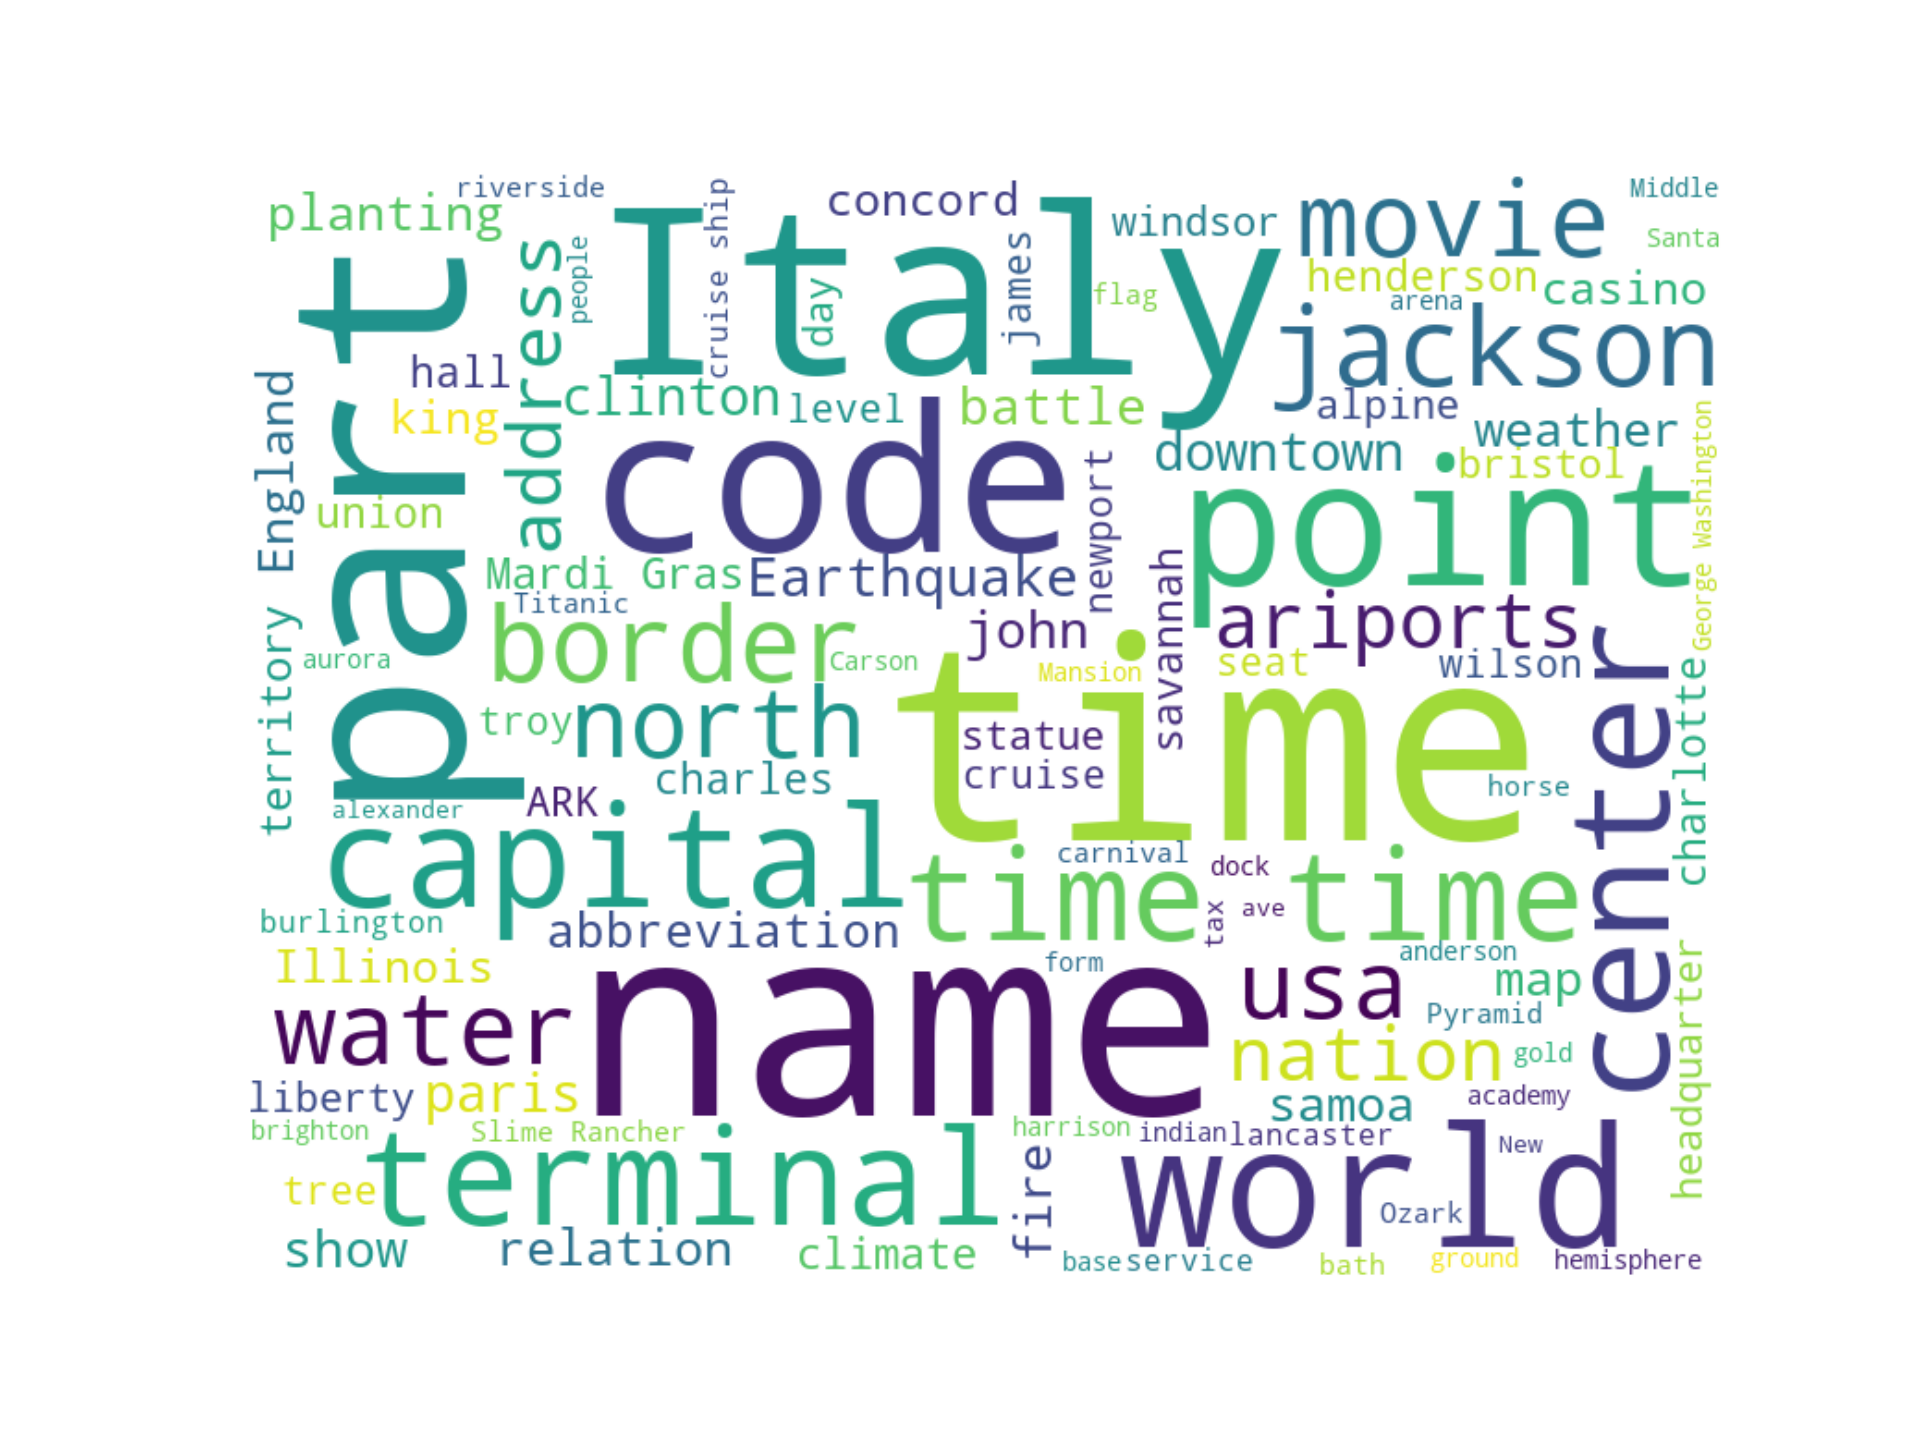 riverside
Middle
planting
Italy
cruise ship
concord
windsor
movie
Santa
part
address
people
day
james
flag
henderson
casino
arena
jackson
hall
king
clinton
level
battle
alpine
England
code
downtown
weather
union
newport
point
bristol
George Washington
Mardi Gras
Earthquake
Titanic
savannah
ariports
border
john
territory
aurora
Carson
Mansion
seat
wilson
center
troy
north
time
statue
charlotte
charles
cruise
horse
alexander
ARK
capital
carnival
dock
time
time
burlington
abbreviation
tax
ave
Illinois
name
form
anderson
usa
map
headquarter
water
Pyramid
nation
gold
liberty
paris
samoa
academy
brighton
Slime Rancher
harrison
indian
lancaster
New
terminal
world
tree
fire
Ozark
show
relation
climate
base
service
bath
ground
hemisphere